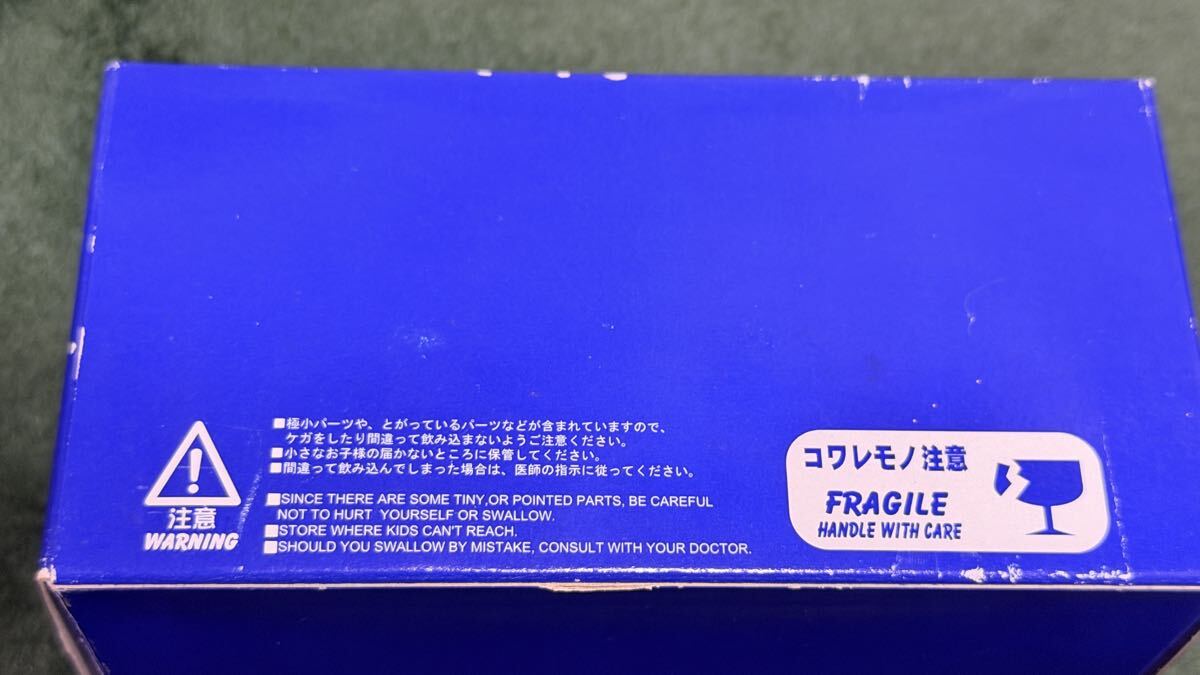 ■極小パーツや、とがっているパーツなどが含まれていますので、
ケガをしたり間違って飲み込まないようご注意ください。
■小さなお子様の届かないところに保管してください。
■間違って飲み込んでしまった場合は、医師の指示に従ってください。
注意
WARNING
■SINCE THERE ARE SOME TINY,OR POINTED PARTS, BE CAREFUL
NOT TO HURT YOURSELF OR SWALLOW.
■STORE WHERE KIDS CAN'T REACH.
■SHOULD YOU SWALLOW BY MISTAKE, CONSULT WITH YOUR DOCTOR.
コワレモノ注意
FRAGILE
HANDLE WITH CARE